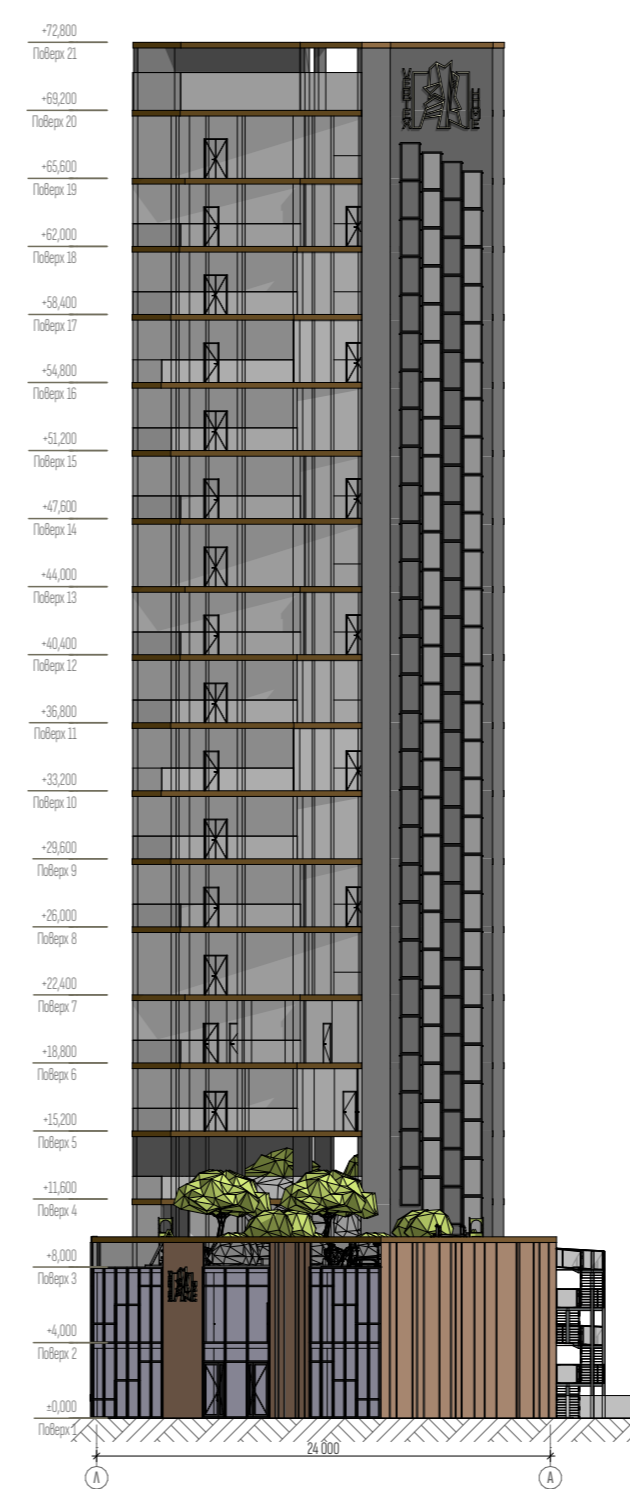 +72,800
Поверх 21
+69,200
Поверх 20
+65,600
Поверх 19
+62,000
Поверх 18
+58,400
Поверх 17
+54,800
Поверх 16
+51,200
Поверх 15
+47,600
Поверх 14
+44,000
Поверх 13
+40,400
Поверх 12
+36,800
Поверх 11
+33,200
Поверх 10
+29,600
Поверх 9
+26,000
Поверх 8
+22,400
Поверх 7
+18,800
Поверх 6
+15,200
Поверх 5
+11,600
Поверх 4
+8,000
Поверх 3
+4,000
Поверх 2
±0,000
Поверх 1
24 000
Л
А